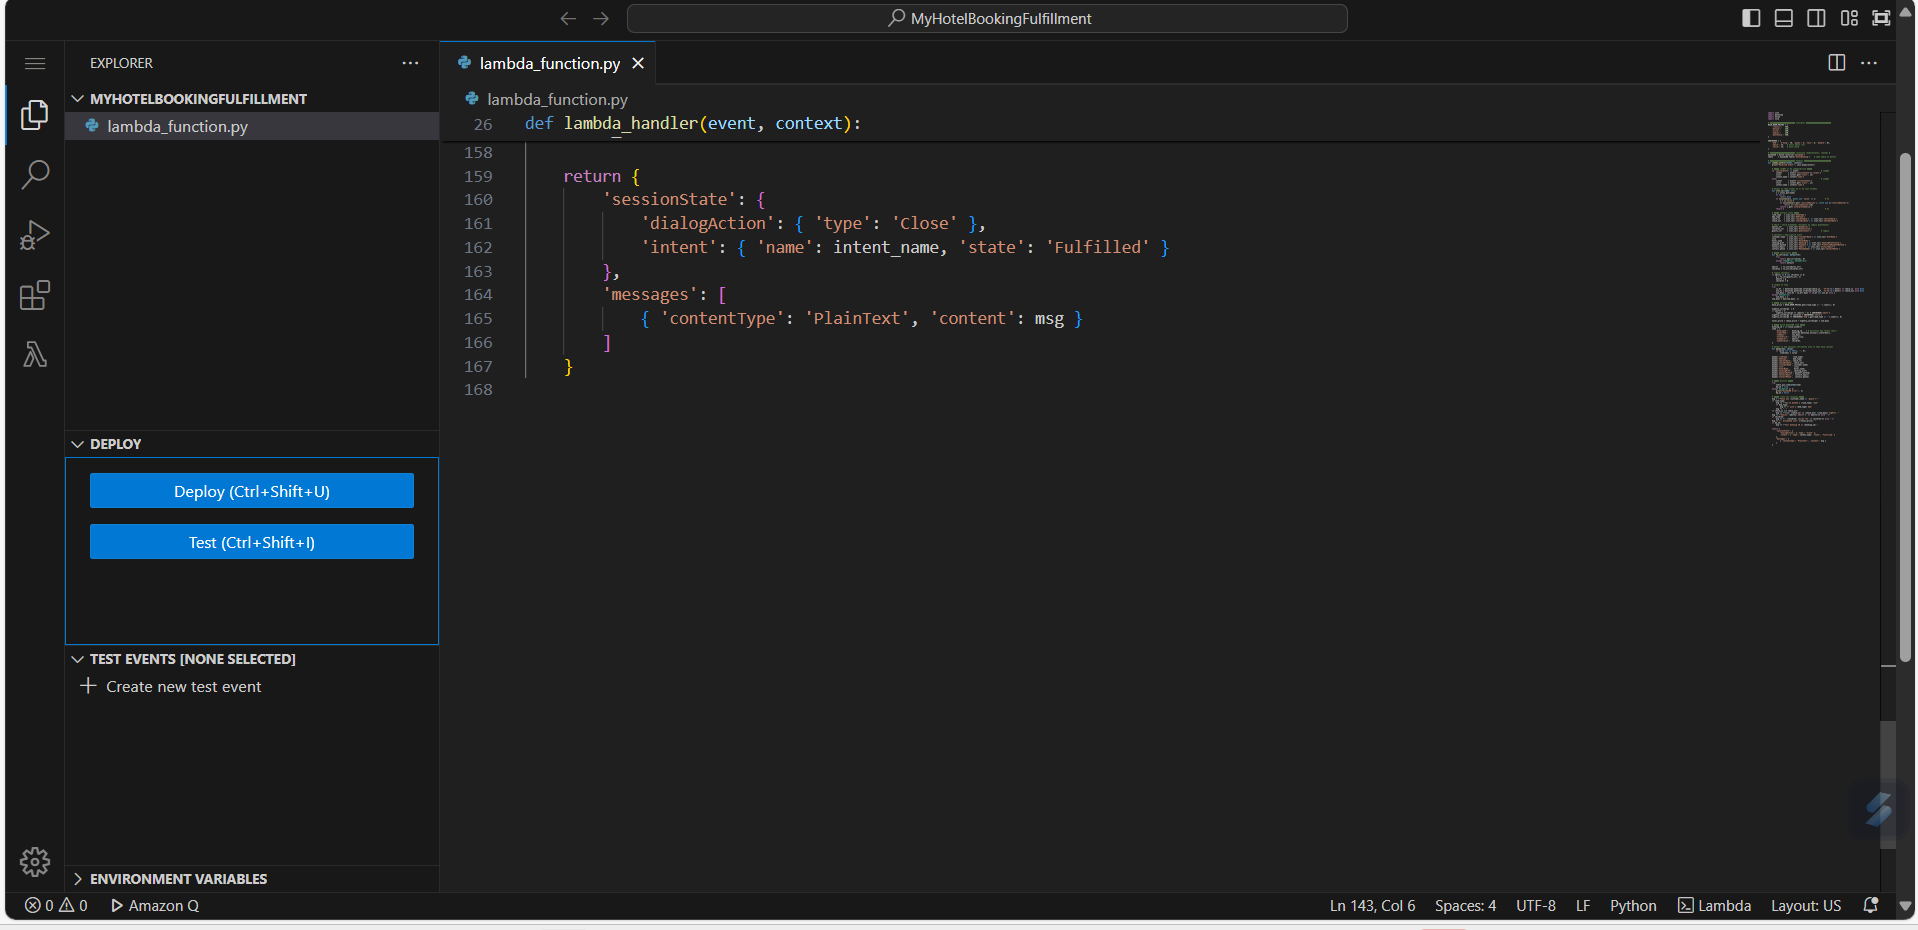 MyHotelBookingFulfillment
EXPLORER
MYHOTELBOOKINGFULFILLMENT
lambda_function.py
DEPLOY
Deploy (Ctrl+Shift+U)
Test (Ctrl+Shift+I)
TEST EVENTS [NONE SELECTED]
Create new test event
ENVIRONMENT VARIABLES
lambda_function.py
lambda_function.py
26 def lambda_handler(event, context):
158
159 return {
160 'sessionState': {
161 'dialogAction': { 'type': 'Close' },
162 'intent': { 'name': intent_name, 'state': 'Fulfilled' }
163 },
164 'messages': [
165 { 'contentType': 'PlainText', 'content': msg }
166 ]
167 }
168
0 0 Amazon Q Ln 143, Col 6 Spaces: 4 UTF-8 LF Python Lambda Layout: US